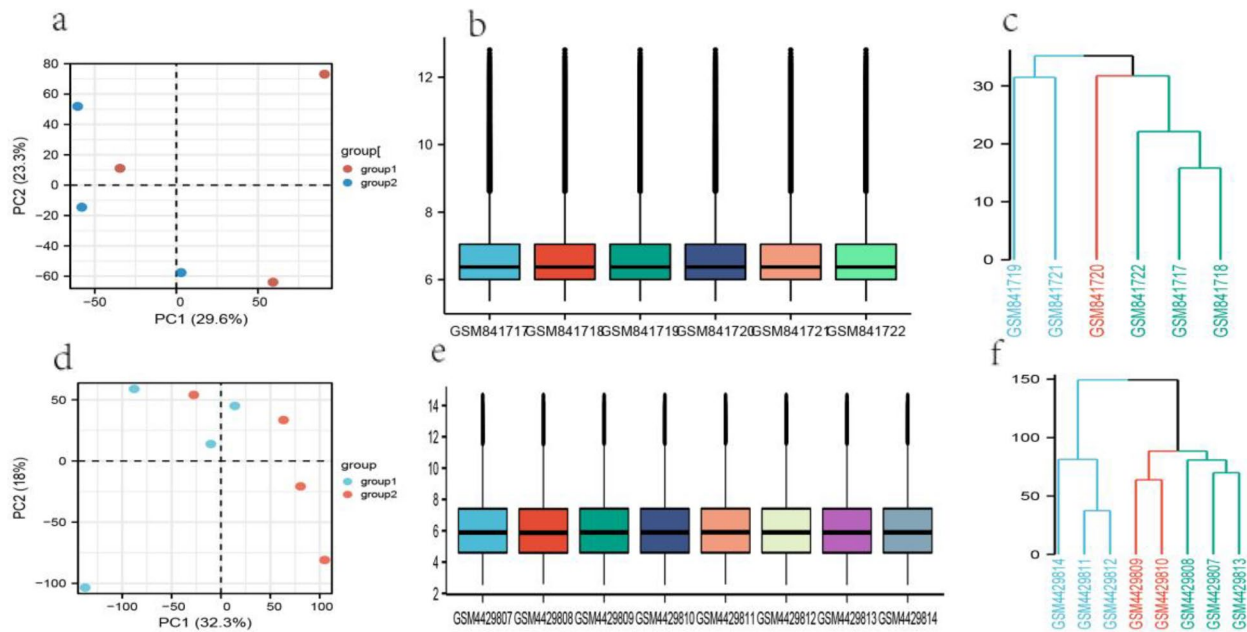 a
80
60
40
20
0
−20
−40
−60
PC2 (23.3%)
−50
0
50
PC1 (29.6%)
group[
group1
group2
b
12
8
6
GSM841717
GSM841718
GSM841719
GSM841720
GSM841721
GSM841722
c
30
20
10
0
GSM841719
GSM841721
GSM841720
GSM841722
GSM841717
GSM841718
d
50
0
−50
−100
PC2 (18%)
−100
−50
0
50
100
PC1 (32.3%)
group
group1
group2
e
14
12
10
8
6
4
2
GSM4429807
GSM4429808
GSM4429809
GSM4429810
GSM4429811
GSM4429812
GSM4429813
GSM4429814
f
150
100
50
0
GSM4429814
GSM4429811
GSM4429812
GSM4429809
GSM4429810
GSM4429808
GSM4429807
GSM4429813